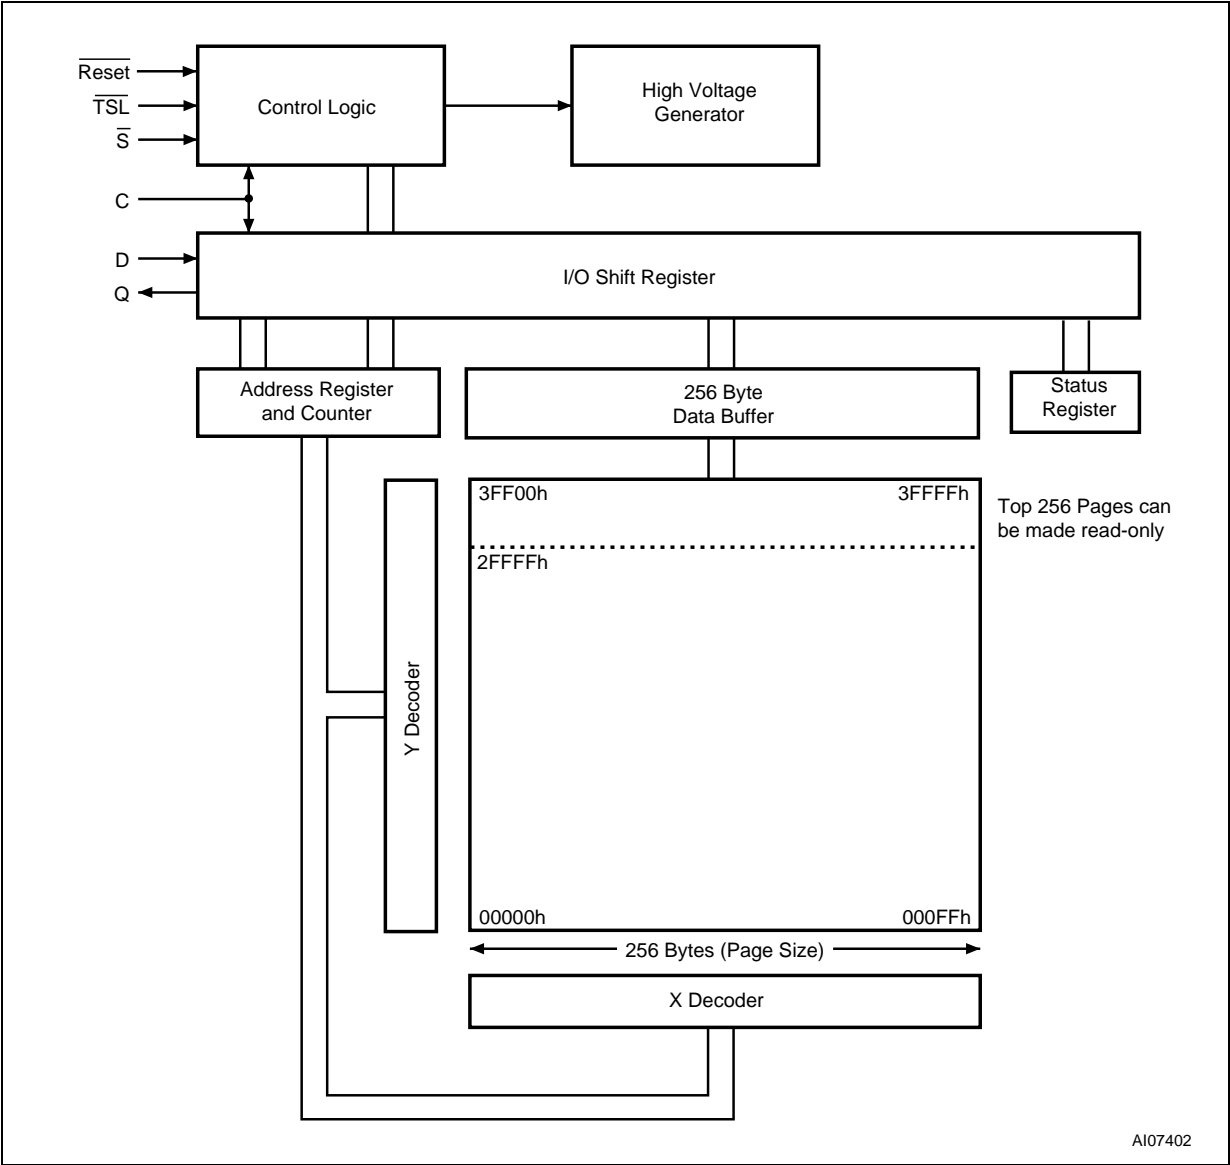 Reset
TSL
S
C
D
Q
Control Logic
High Voltage
Generator
I/O Shift Register
Address Register
and Counter
256 Byte
Data Buffer
Status
Register
Y Decoder
3FF00h
3FFFFh
2FFFFh
00000h
000FFh
Top 256 Pages can
be made read-only
256 Bytes (Page Size)
X Decoder
AI07402